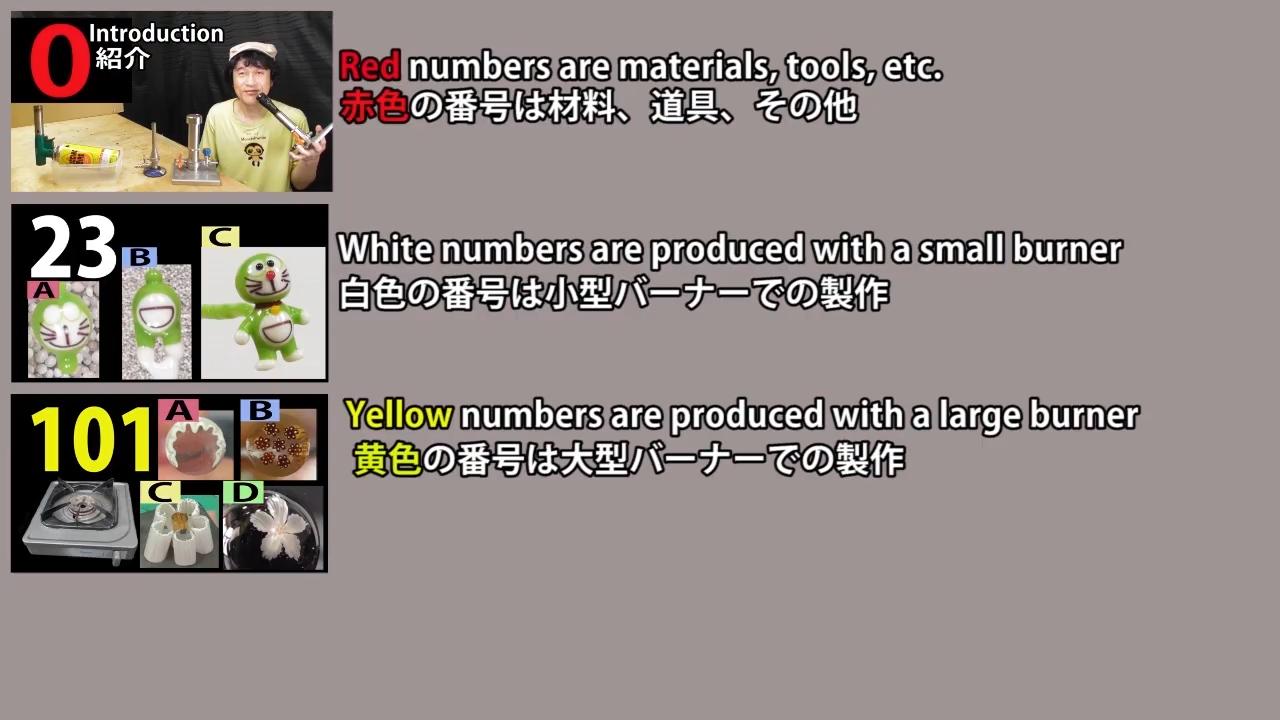 0
Introduction
紹介
Red numbers are materials, tools, etc.
赤色の番号は材料、道具、その他
23
A
B
C
White numbers are produced with a small burner
白色の番号は小型バーナーでの製作
101
A
B
C
D
Yellow numbers are produced with a large burner
黄色の番号は大型バーナーでの製作